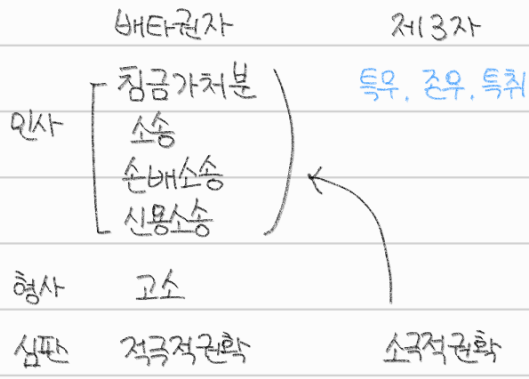 배타권자 제3자
침금가처분 특무, 존무, 특취
민사 소송
손배소송
신용소송
형사 고소
심판 적극적권확 소극적권확